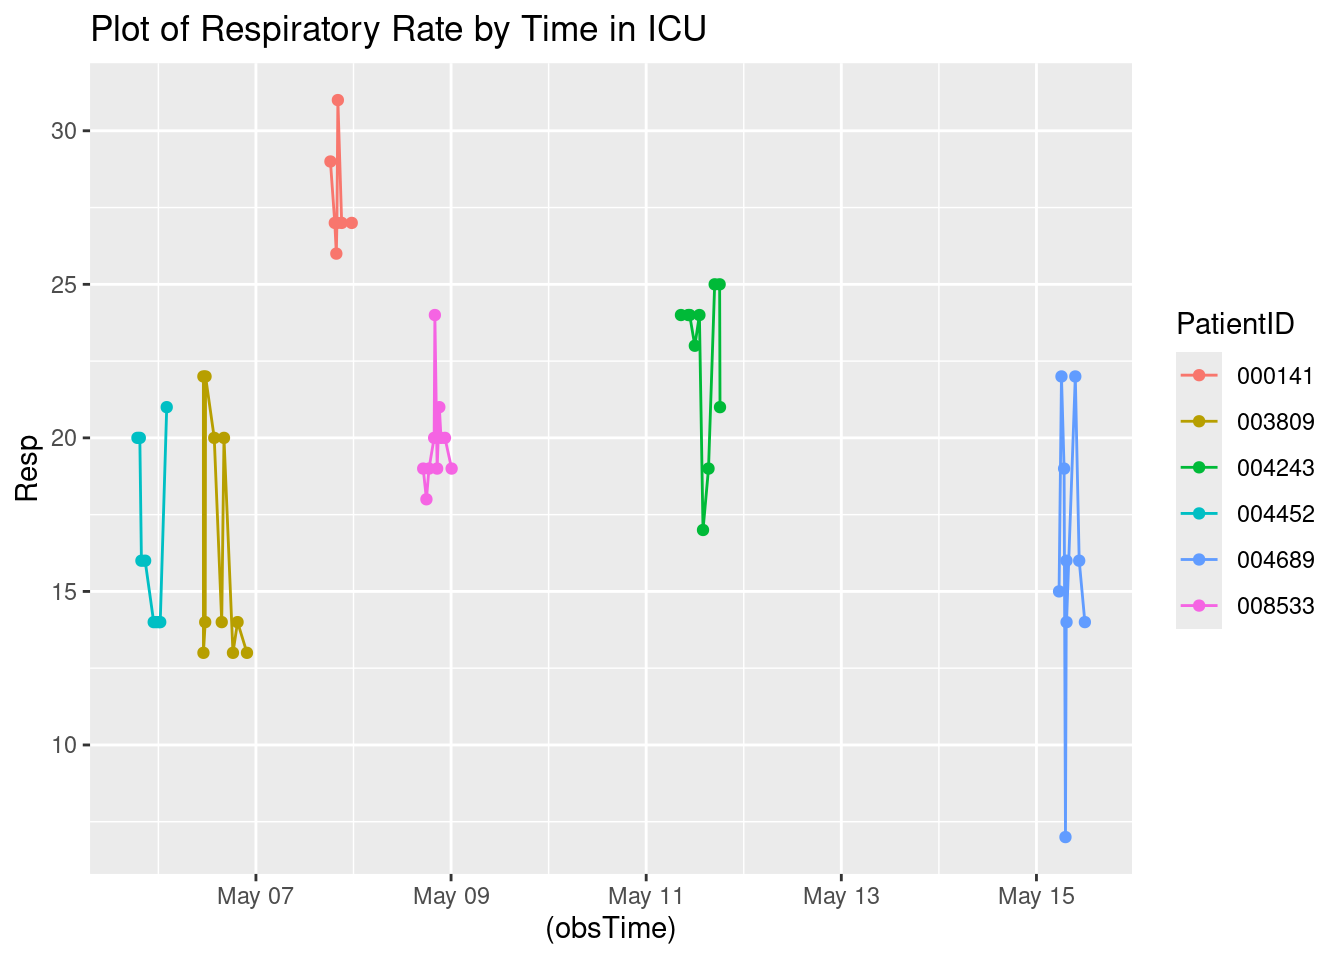 Plot of Respiratory Rate by Time in ICU
30
25
20
15
10
Resp
May 07 May 09 May 11 May 13 May 15
(obsTime)
PatientID
000141
003809
004243
004452
004689
008533